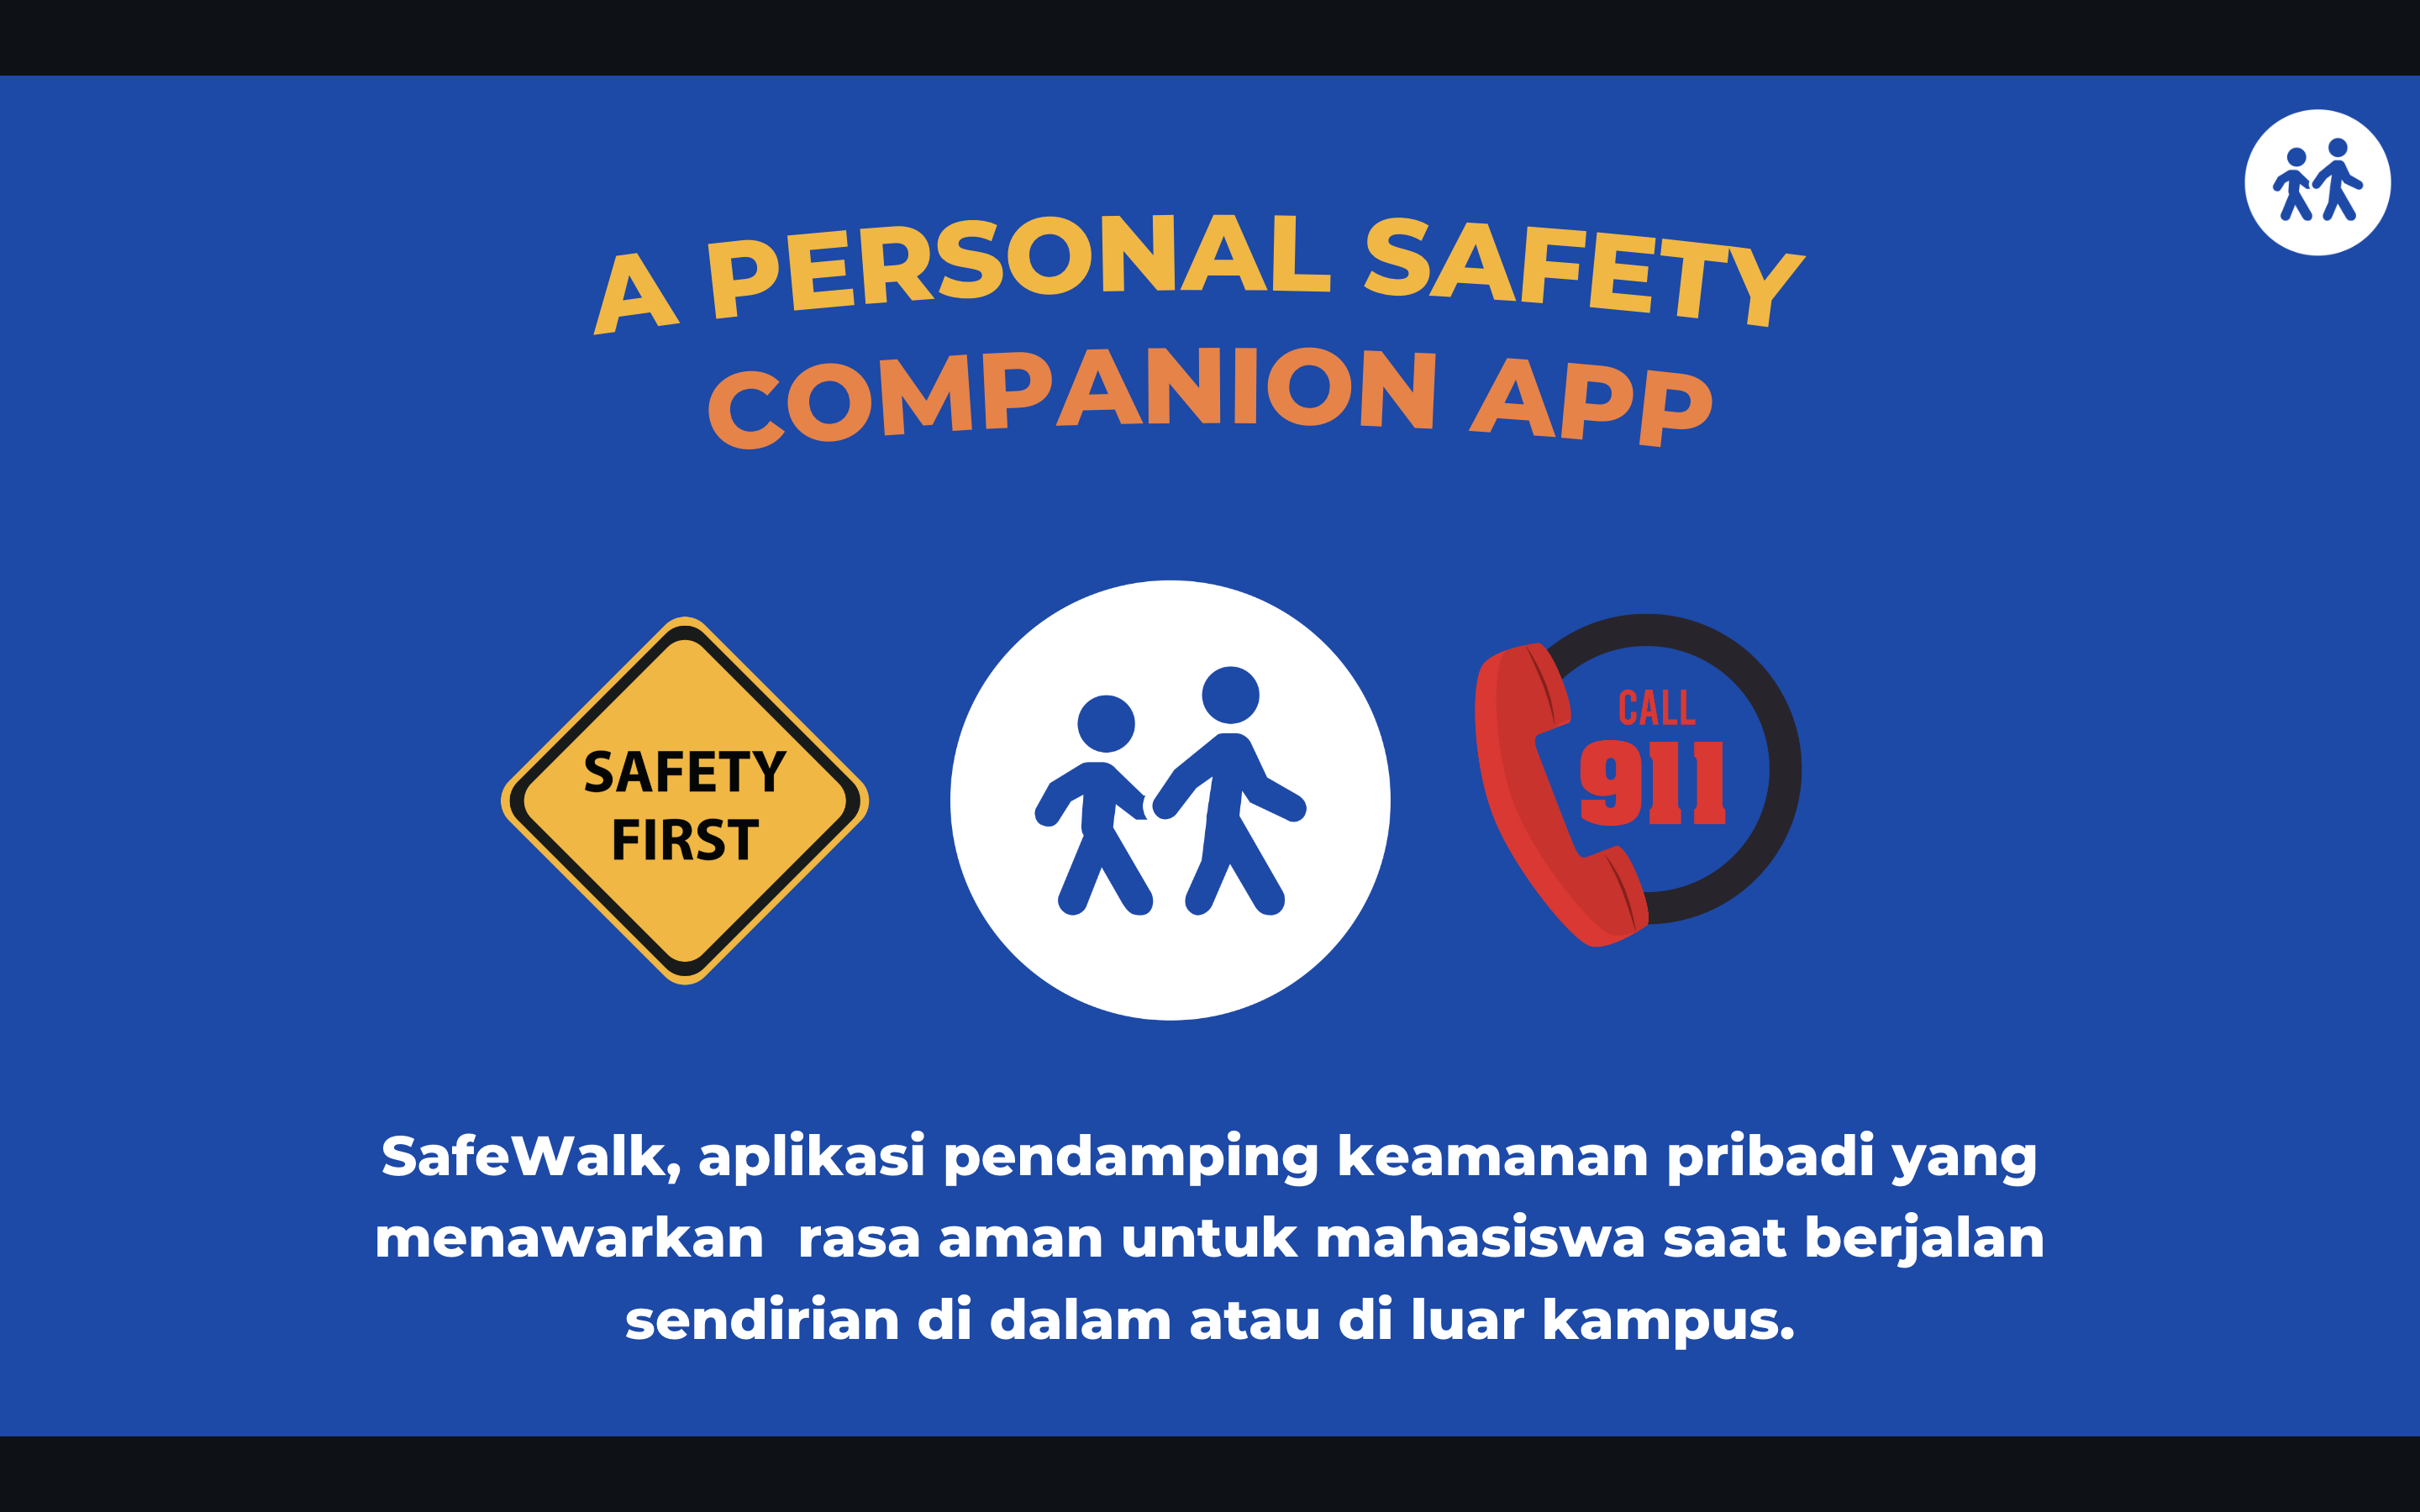 A PERSONAL SAFETY
COMPANION APP
SAFETY
FIRST
CALL
911
SafeWalk, aplikasi pendamping keamanan pribadi yang
menawarkan  rasa aman untuk mahasiswa saat berjalan
sendirian di dalam atau di luar kampus.